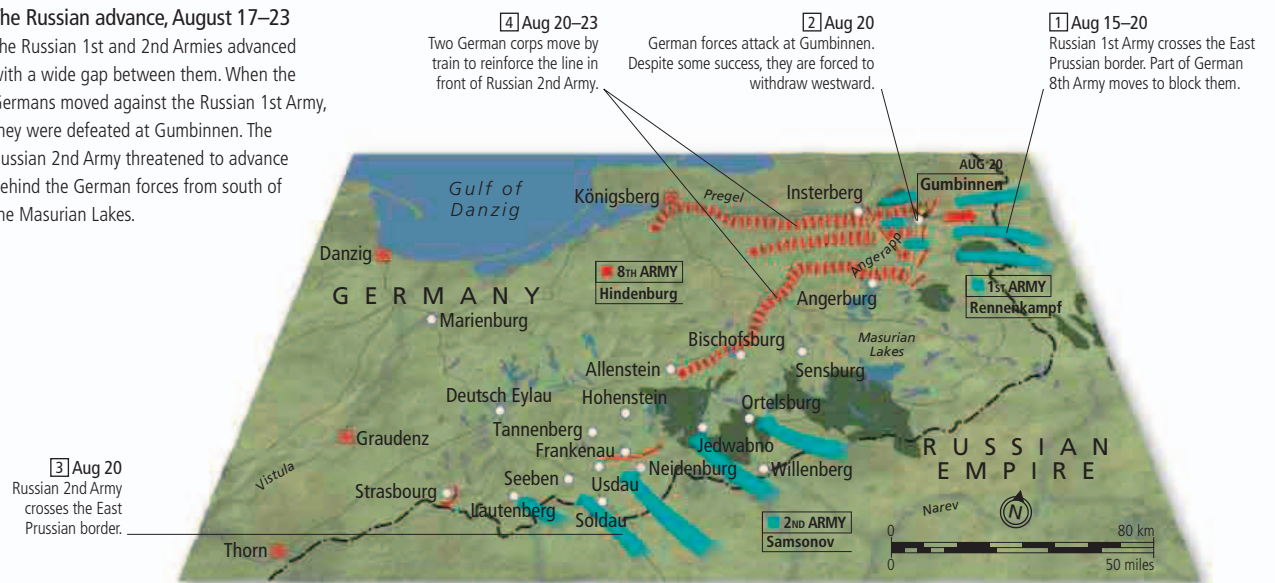 he Russian advance, August 17–23
he Russian 1st and 2nd Armies advanced
with a wide gap between them. When the
Germans moved against the Russian 1st Army,
they were defeated at Gumbinnen. The
Russian 2nd Army threatened to advance
behind the German forces from south of
the Masurian Lakes.
4 Aug 20–23
Two German corps move by
train to reinforce the line in
front of Russian 2nd Army.
2 Aug 20
German forces attack at Gumbinnen.
Despite some success, they are forced to
withdraw westward.
1 Aug 15–20
Russian 1st Army crosses the East
Prussian border. Part of German
8th Army moves to block them.
AUG 20
Gumbinnen
Gulf of
Danzig
Königsberg
Pregel
Insterberg
Danzig
Angerapp
8TH ARMY
Hindenburg
GERMANY
Angerburg
1ST ARMY
Rennenkampf
Marienburg
Bischofsburg
Masurian
Lakes
Allenstein
Sensburg
Deutsch Eylau
Hohenstein
Ortelsburg
Tannenberg
Graudenz
Jedwabno
Frankenau
RUSSIAN
EMPIRE
3 Aug 20
Russian 2nd Army
crosses the East
Prussian border.
Vistula
Seeben
Neidenburg
Willenberg
Usdau
Strasbourg
Lautenberg
Soldau
2ND ARMY
Samsonov
Narev
N
Thorn
0 80 km
0 50 miles